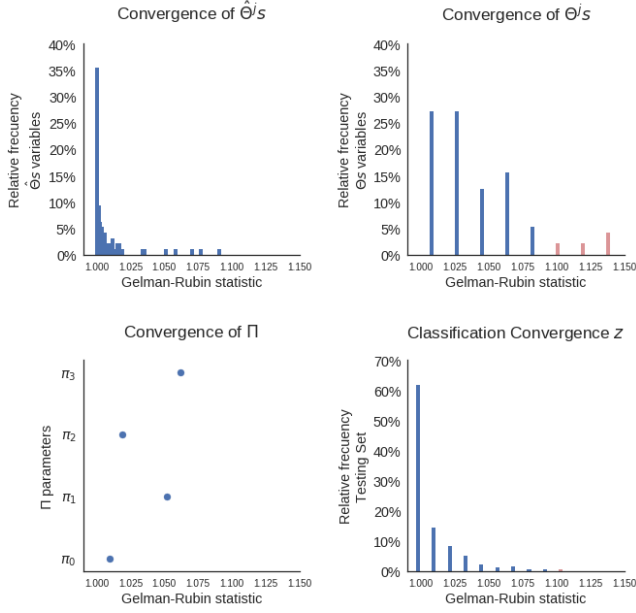 Convergence of Θ̂ʲs
Relative frecuency
Θ̂s variables
40%
35%
30%
25%
20%
15%
10%
5%
0%
1.000 1.025 1.050 1.075 1.100 1.125 1.150
Gelman-Rubin statistic
Convergence of Θʲs
Relative frecuency
Θs variables
40%
35%
30%
25%
20%
15%
10%
5%
0%
1.000 1.025 1.050 1.075 1.100 1.125 1.150
Gelman-Rubin statistic
Convergence of Π
Π parameters
π₃
π₂
π₁
π₀
1.000 1.025 1.050 1.075 1.100 1.125 1.150
Gelman-Rubin statistic
Classification Convergence z
Relative frecuency
Testing Set
70%
60%
50%
40%
30%
20%
10%
0%
1.000 1.025 1.050 1.075 1.100 1.125 1.150
Gelman-Rubin statistic